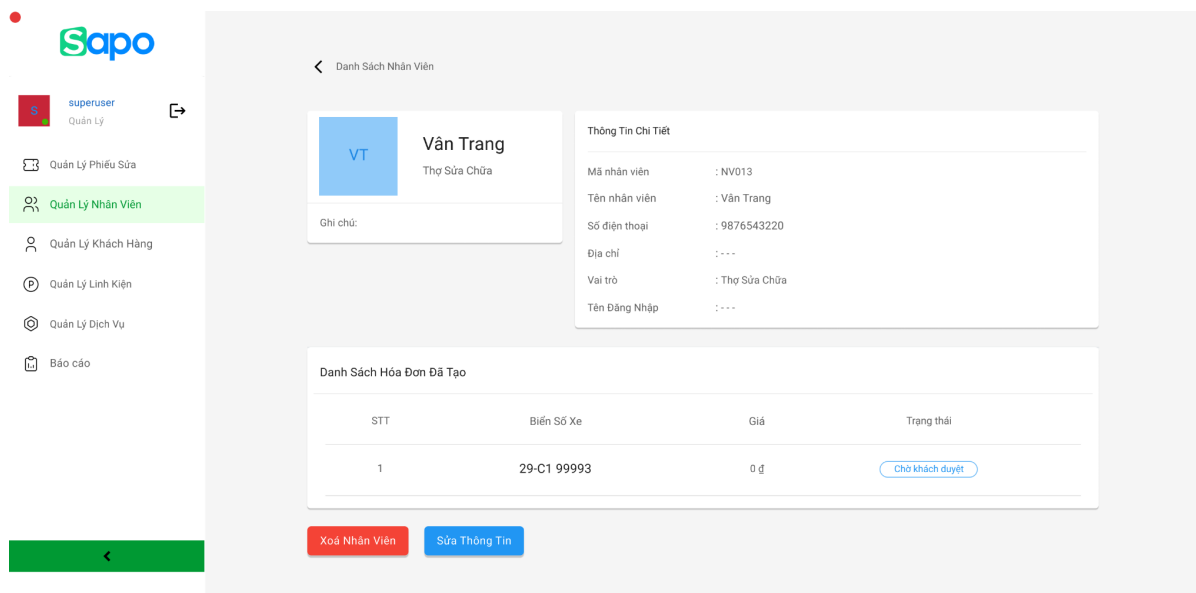 Sapo
S
superuser
Quản Lý
Quản Lý Phiếu Sửa
Quản Lý Nhân Viên
Quản Lý Khách Hàng
Quản Lý Linh Kiện
Quản Lý Dịch Vụ
Báo cáo
Danh Sách Nhân Viên
VT
Vân Trang
Thợ Sửa Chữa
Ghi chú:
Thông Tin Chi Tiết
Mã nhân viên : NV013
Tên nhân viên : Vân Trang
Số điện thoại : 9876543220
Địa chỉ : - - -
Vai trò : Thợ Sửa Chữa
Tên Đăng Nhập : - - -
Danh Sách Hóa Đơn Đã Tạo
STT Biển Số Xe Giá Trạng thái
1 29-C1 99993 0 ₫ Chờ khách duyệt
Xoá Nhân Viên Sửa Thông Tin